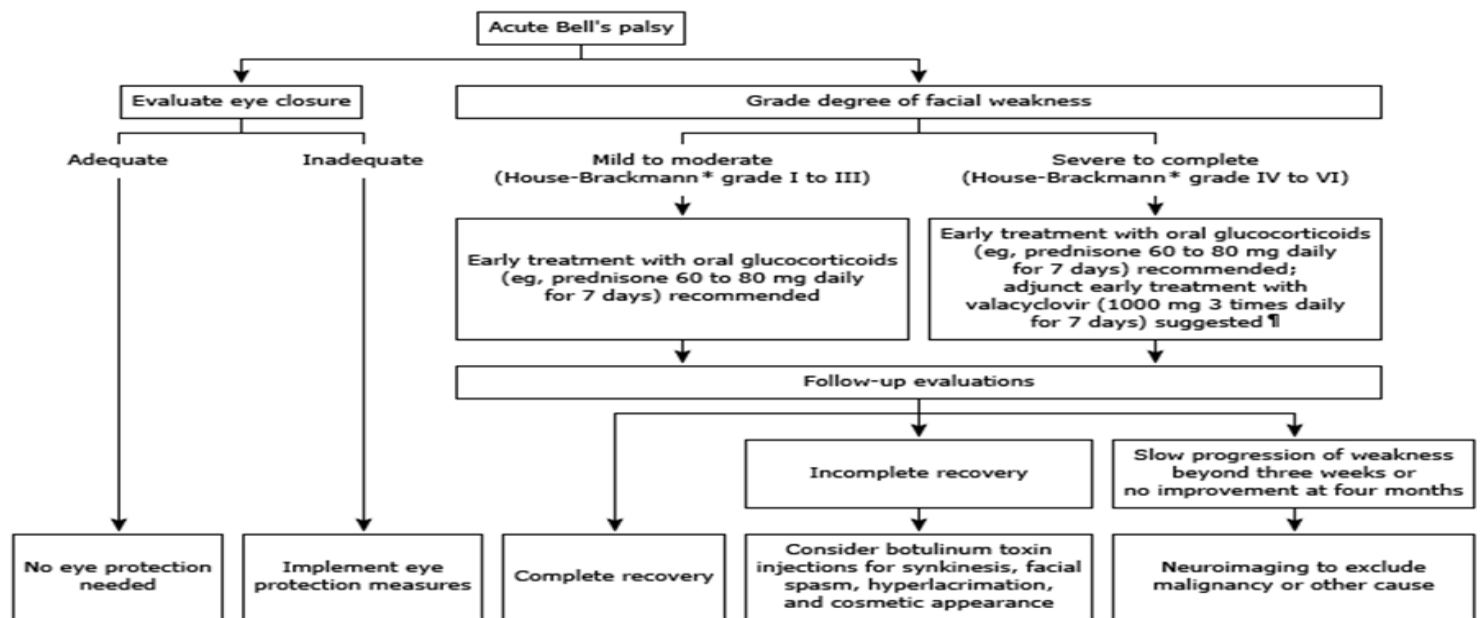 Acute Bell's palsy
Evaluate eye closure
Grade degree of facial weakness
Adequate
Inadequate
Mild to moderate
(House-Brackmann* grade I to III)
Severe to complete
(House-Brackmann* grade IV to VI)
Early treatment with oral glucocorticoids
(eg, prednisone 60 to 80 mg daily
for 7 days) recommended
Early treatment with oral glucocorticoids
(eg, prednisone 60 to 80 mg daily
for 7 days) recommended;
adjunct early treatment with
valacyclovir (1000 mg 3 times daily
for 7 days) suggested¶
Follow-up evaluations
Incomplete recovery
Slow progression of weakness
beyond three weeks or
no improvement at four months
No eye protection
needed
Implement eye
protection measures
Complete recovery
Consider botulinum toxin
injections for synkinesis, facial
spasm, hyperlacrimation,
and cosmetic appearance
Neuroimaging to exclude
malignancy or other cause